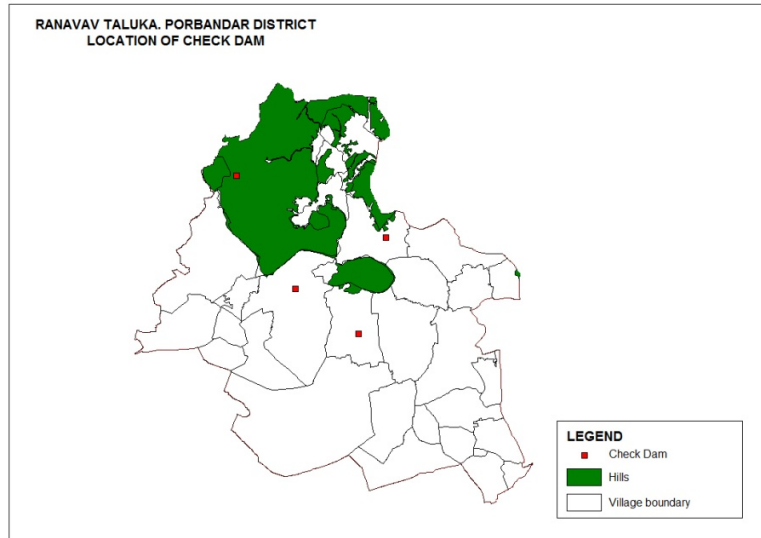 RANAVAV TALUKA. PORBANDAR DISTRICT
LOCATION OF CHECK DAM
LEGEND
Check Dam
Hills
Village boundary